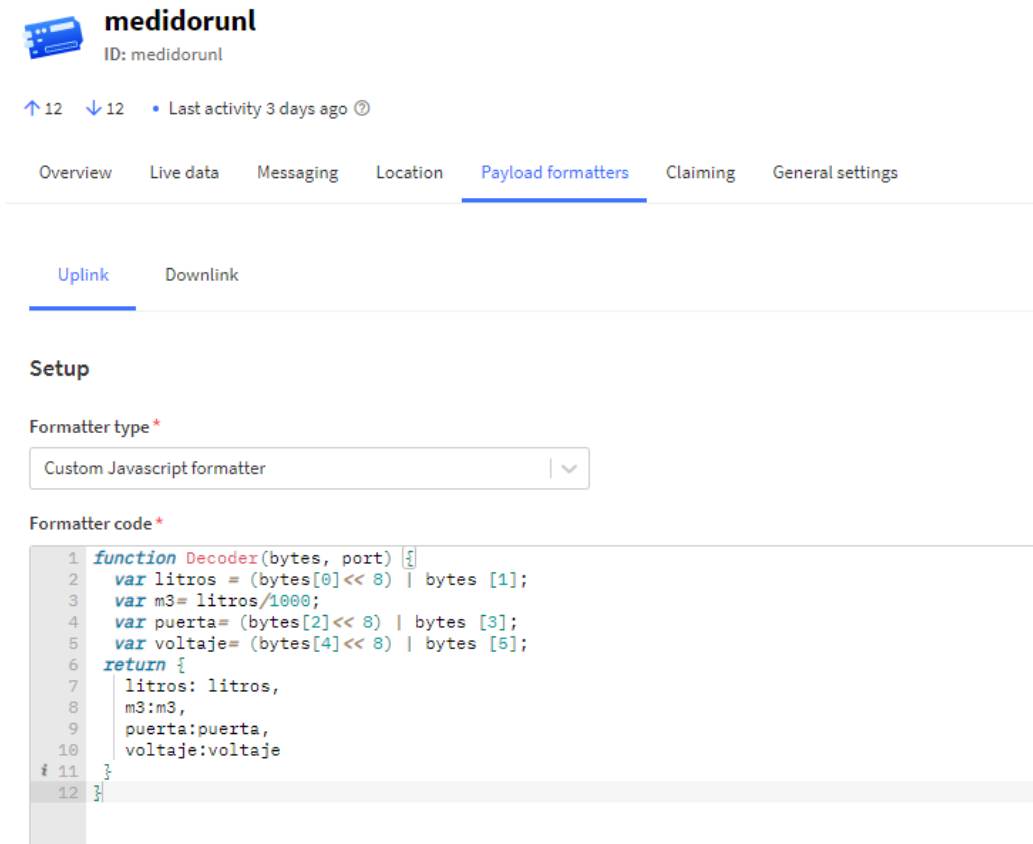 medidorunl
ID: medidorunl
12 12 • Last activity 3 days ago
Overview Live data Messaging Location Payload formatters Claiming General settings
Uplink Downlink
Setup
Formatter type*
Custom Javascript formatter
Formatter code*
1 function Decoder(bytes, port) {
2 var litros = (bytes[0]<< 8) | bytes [1];
3 var m3= litros/1000;
4 var puerta= (bytes[2]<< 8) | bytes [3];
5 var voltaje= (bytes[4]<< 8) | bytes [5];
6 return {
7 litros: litros,
8 m3:m3,
9 puerta:puerta,
10 voltaje:voltaje
i 11 }
12 }